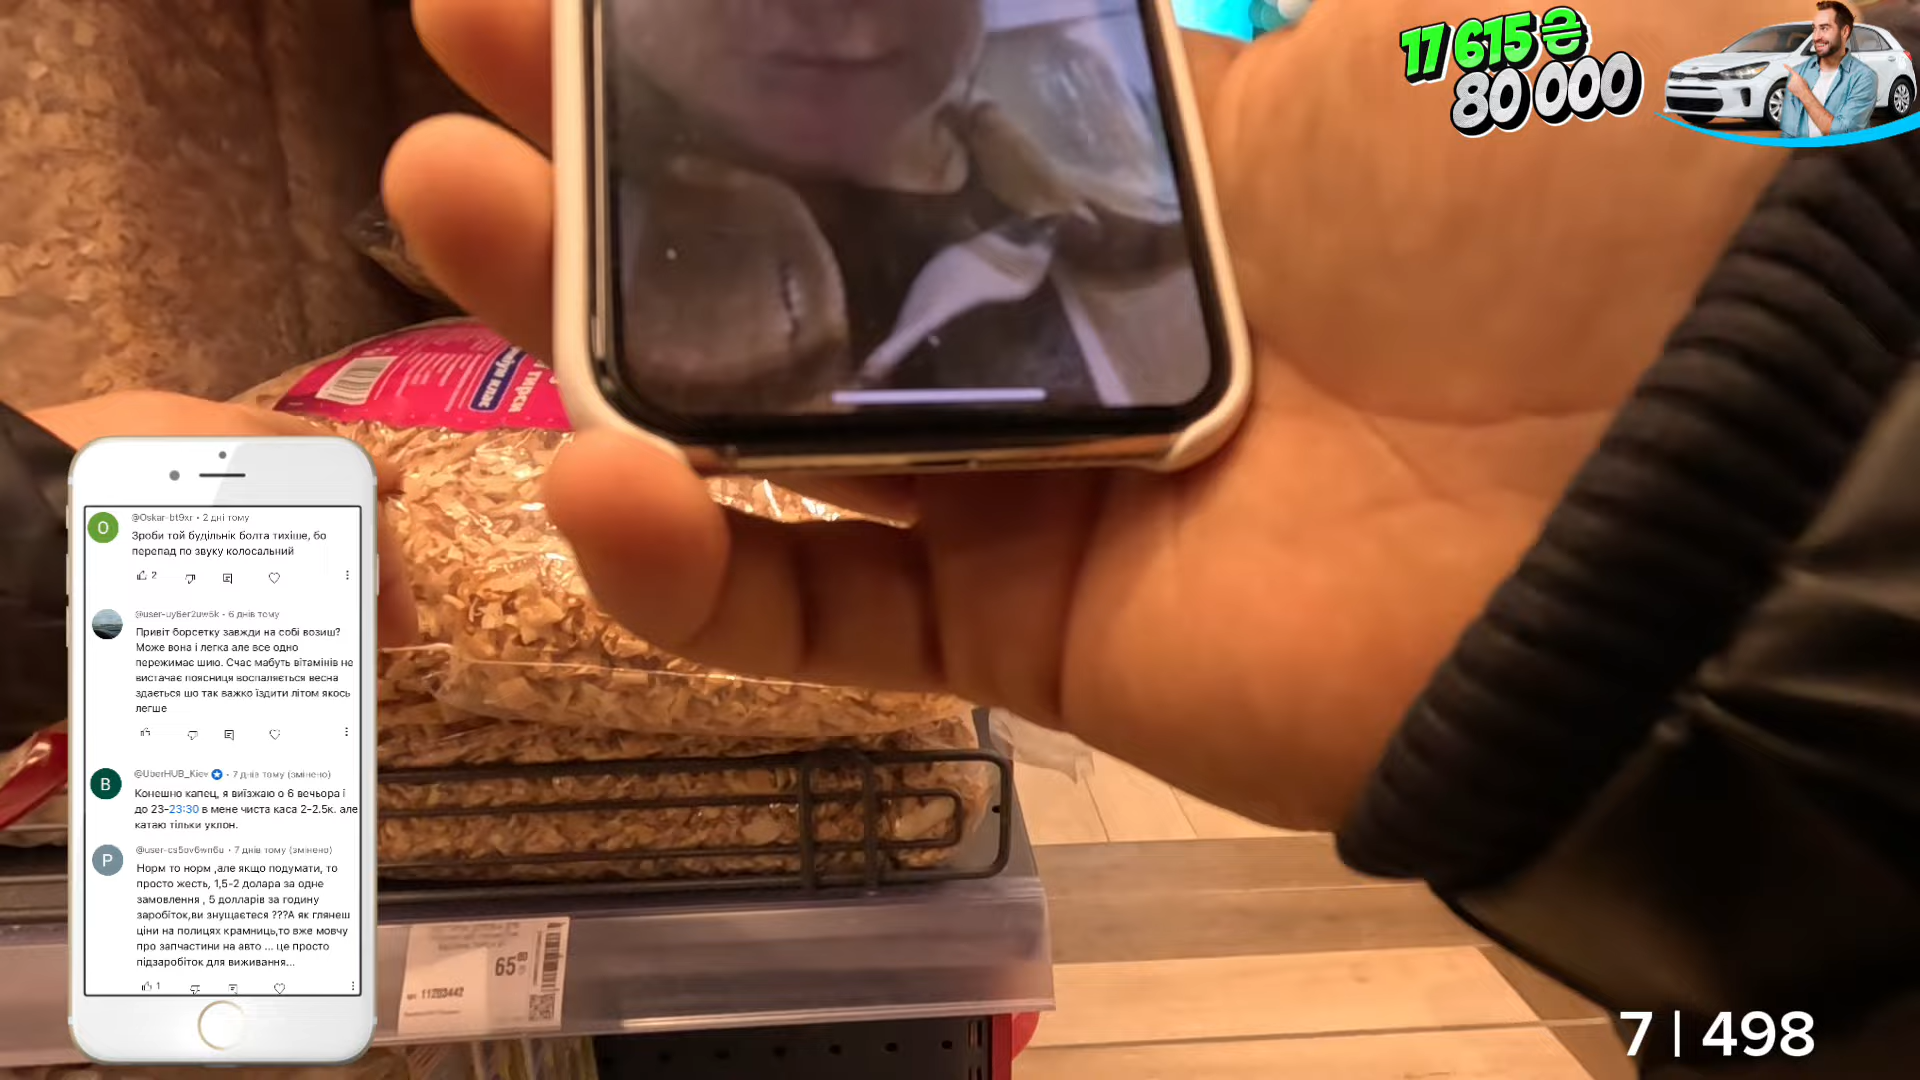 17 615 ₴
80 000
@Oskar-bt9xr • 2 дні тому
Зроби той будільнік болта тихіше, бо
перепад по звуку колосальний
2
@user-uy8er2uw5k • 6 днів тому
Привіт борсетку завжди на собі возиш?
Може вона і легка але все одно
пережимає шию. Счас мабуть вітамінів не
вистачає поясниця воспаляється весна
здається шо так важко їздити літом якось
легше
B
@UberHUB_Kiev • 7 днів тому (змінено)
Конешно капец, я виїзжаю о 6 вечьора і
до 23-23:30 в мене чиста каса 2-2.5к. але
катаю тільки уклон.
P
@user-cs5ov6wn6u • 7 днів тому (змінено)
Норм то норм ,але якщо подумати, то
просто жесть, 1,5-2 долара за одне
замовлення , 5 долларів за годину
заробіток,ви знущаєтеся ???А як глянеш
ціни на полицях крамниць,то вже мовчу
про запчастини на авто ... це просто
підзаробіток для виживання...
1
65
11203442
7 | 498